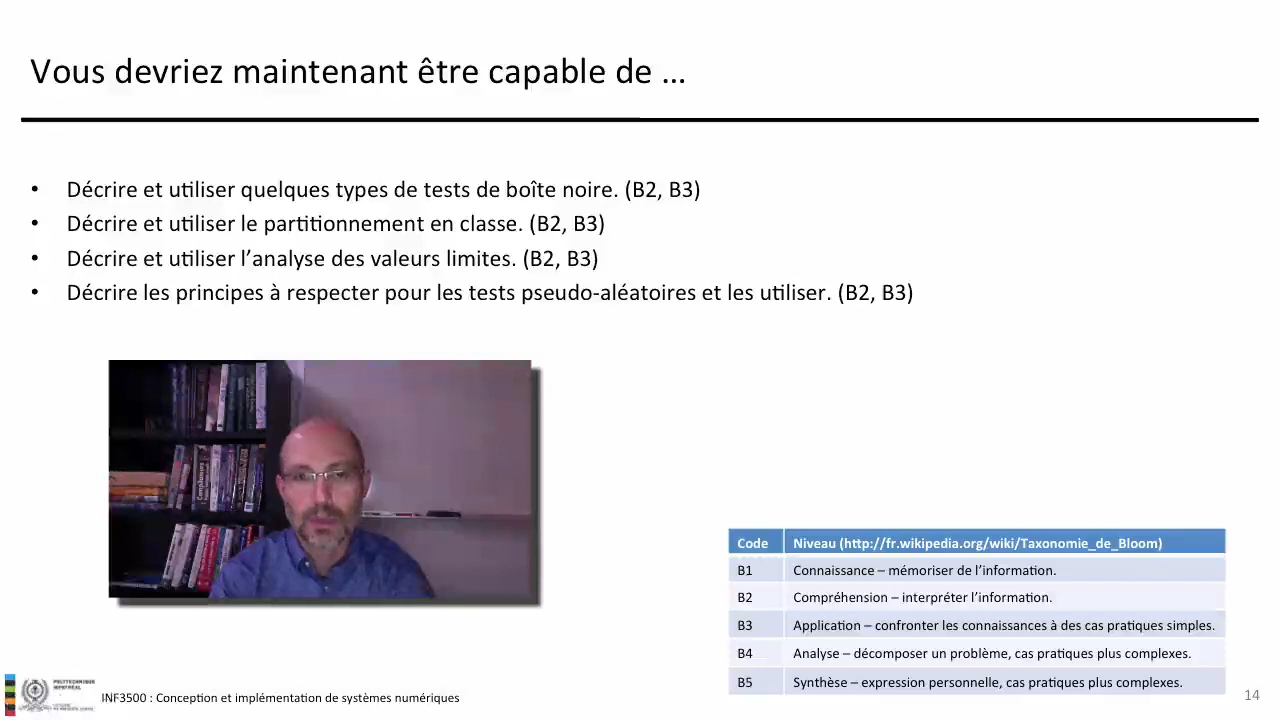 Vous devriez maintenant être capable de …
• Décrire et utiliser quelques types de tests de boîte noire. (B2, B3)
• Décrire et utiliser le partitionnement en classe. (B2, B3)
• Décrire et utiliser l’analyse des valeurs limites. (B2, B3)
• Décrire les principes à respecter pour les tests pseudo-aléatoires et les utiliser. (B2, B3)
Code Niveau (http://fr.wikipedia.org/wiki/Taxonomie_de_Bloom)
B1 Connaissance – mémoriser de l’information.
B2 Compréhension – interpréter l’information.
B3 Application – confronter les connaissances à des cas pratiques simples.
B4 Analyse – décomposer un problème, cas pratiques plus complexes.
B5 Synthèse – expression personnelle, cas pratiques plus complexes.
POLYTECHNIQUE
MONTRÉAL
INF3500 : Conception et implémentation de systèmes numériques
14